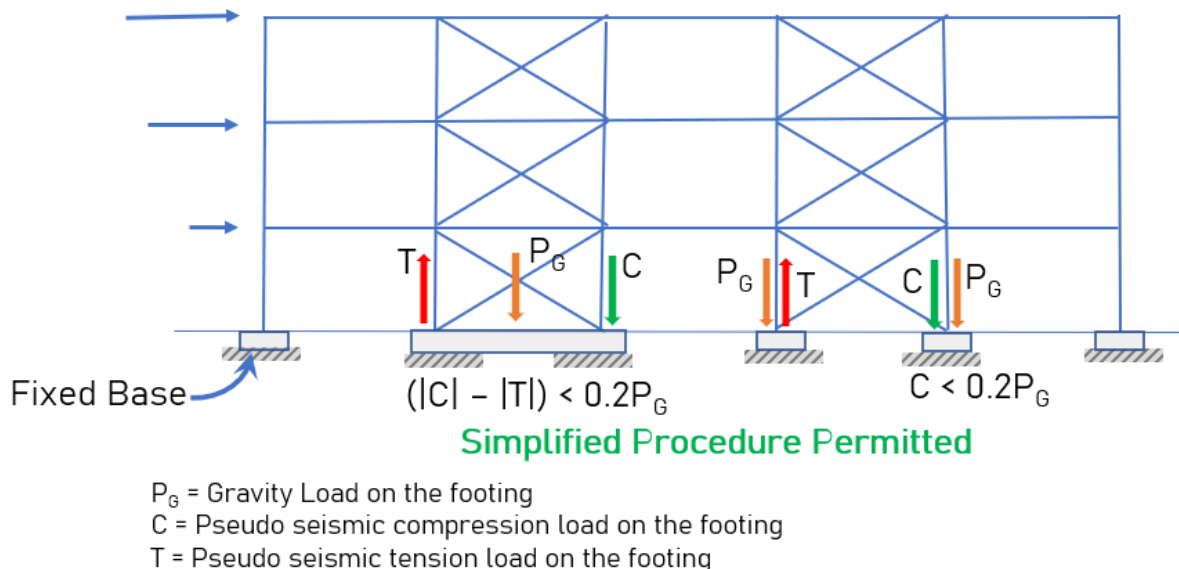 T
P_G
C
P_G
T
C
P_G
Fixed Base
(|C| – |T|) < 0.2P_G
C < 0.2P_G
Simplified Procedure Permitted
P_G = Gravity Load on the footing
C = Pseudo seismic compression load on the footing
T = Pseudo seismic tension load on the footing